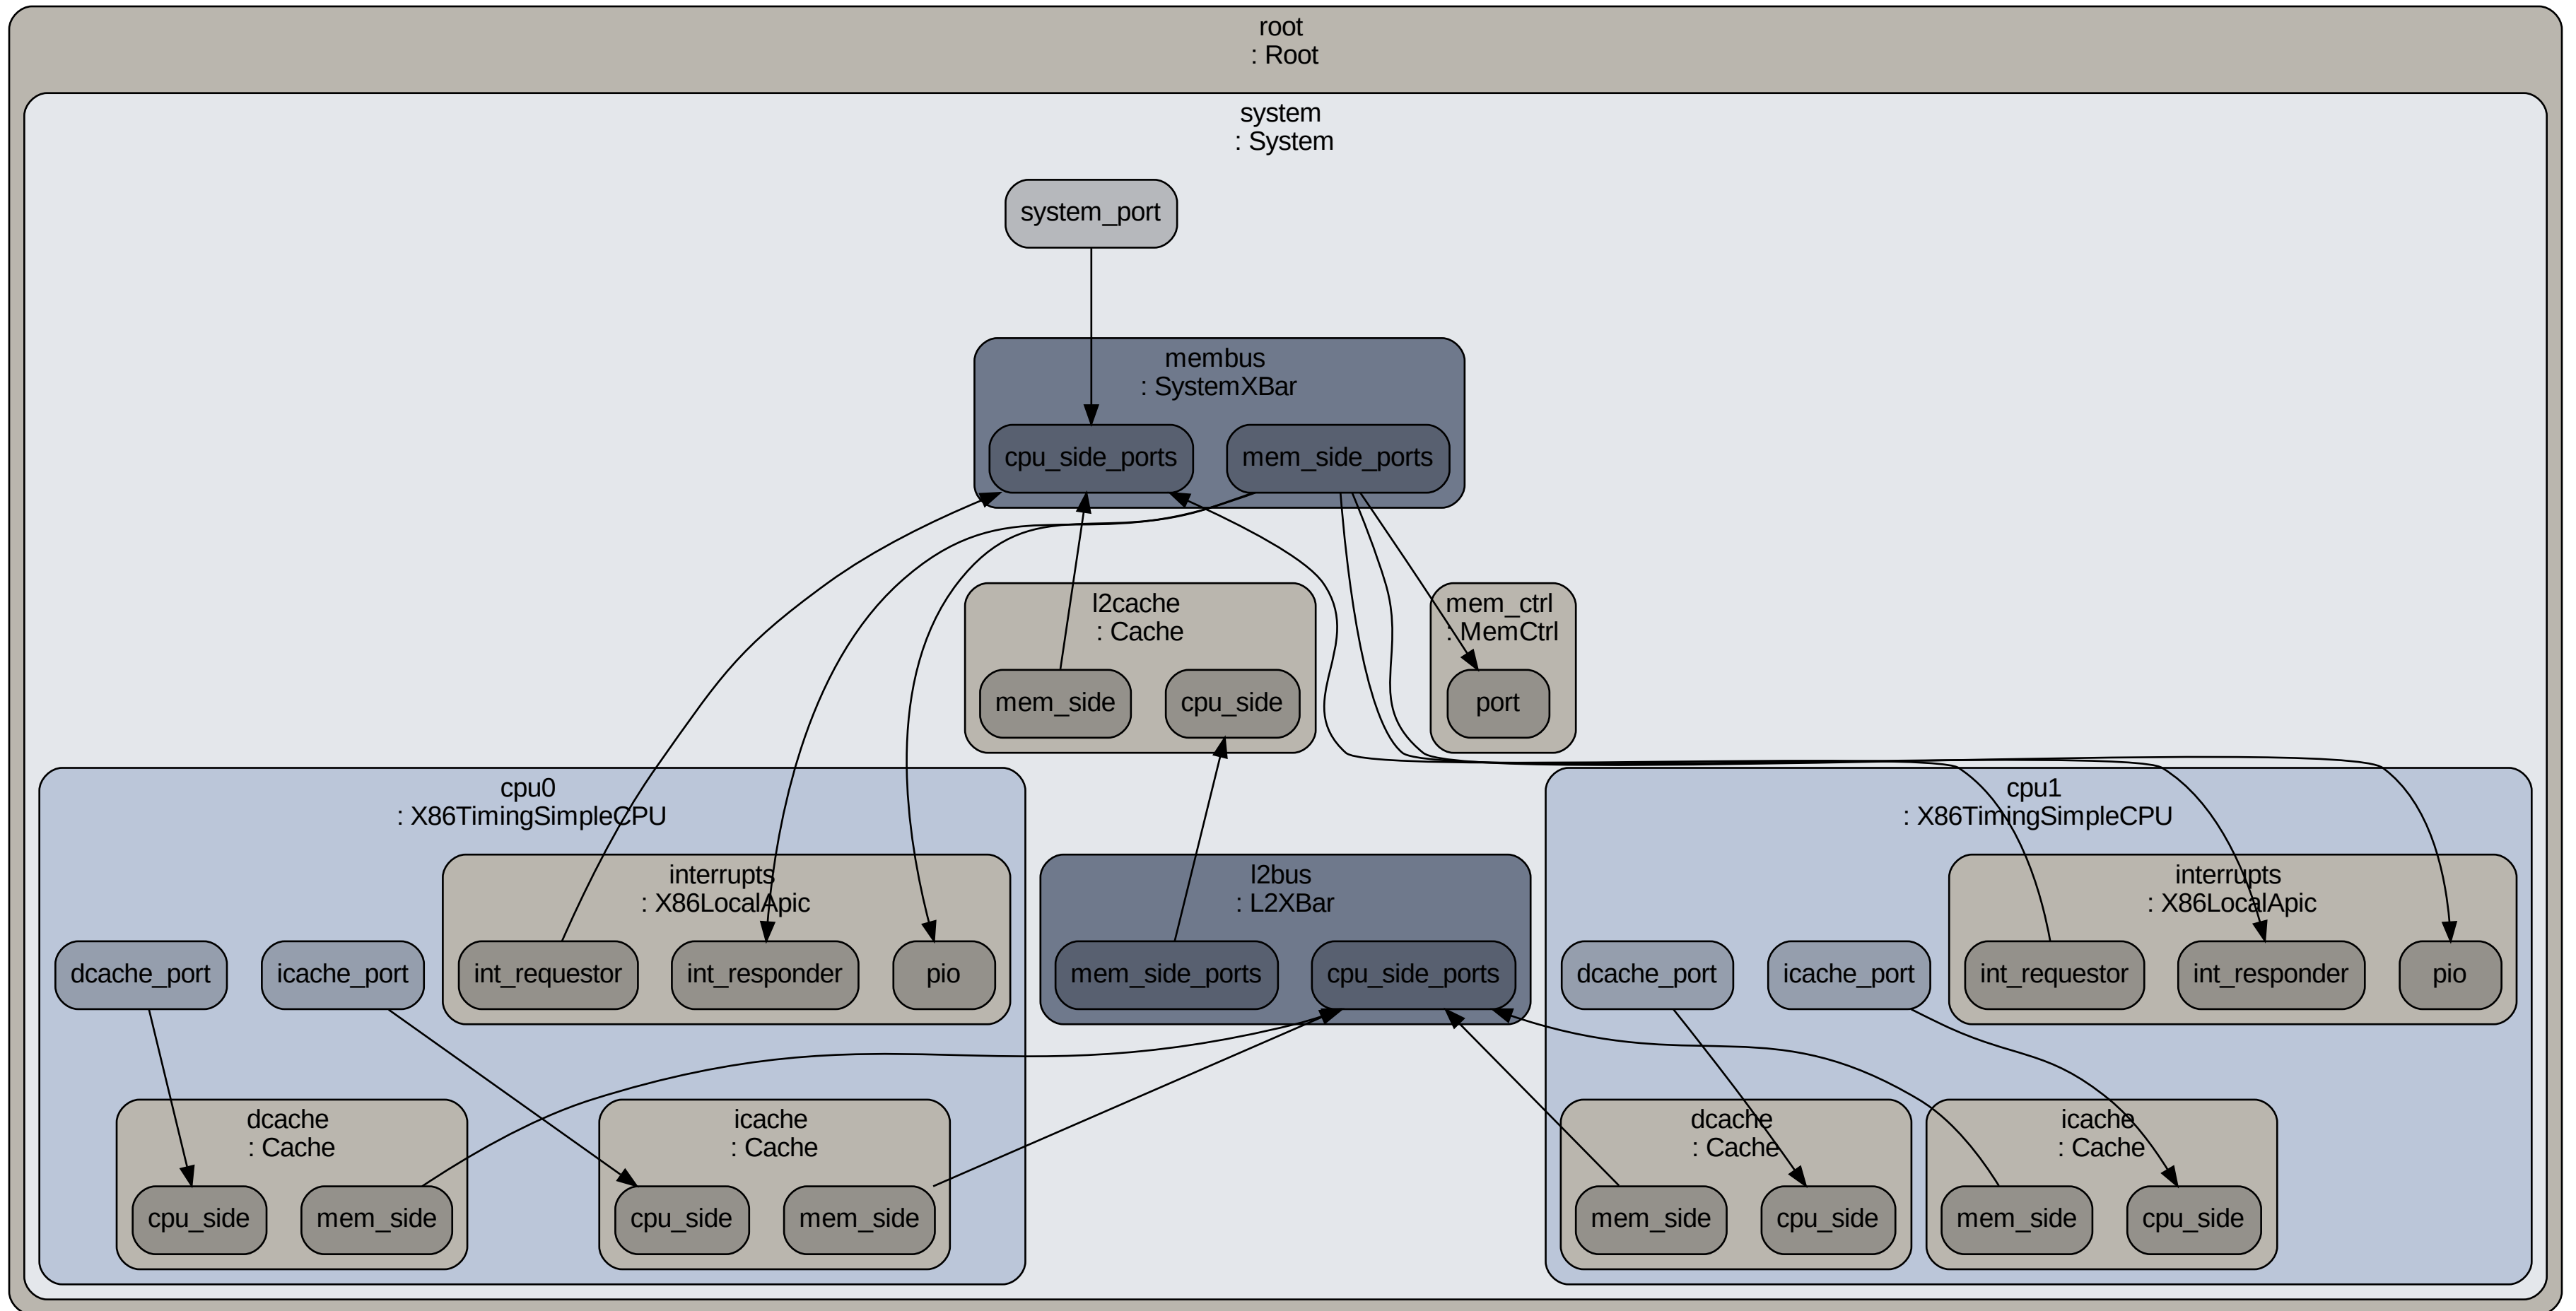 root
: Root
system
: System
system_port
membus
: SystemXBar
cpu_side_ports
mem_side_ports
l2cache
: Cache
mem_side
cpu_side
mem_ctrl
: MemCtrl
port
cpu0
: X86TimingSimpleCPU
interrupts
: X86LocalApic
dcache_port
icache_port
int_requestor
int_responder
pio
dcache
: Cache
cpu_side
mem_side
icache
: Cache
cpu_side
mem_side
l2bus
: L2XBar
mem_side_ports
cpu_side_ports
cpu1
: X86TimingSimpleCPU
interrupts
: X86LocalApic
dcache_port
icache_port
int_requestor
int_responder
pio
dcache
: Cache
mem_side
cpu_side
icache
: Cache
mem_side
cpu_side